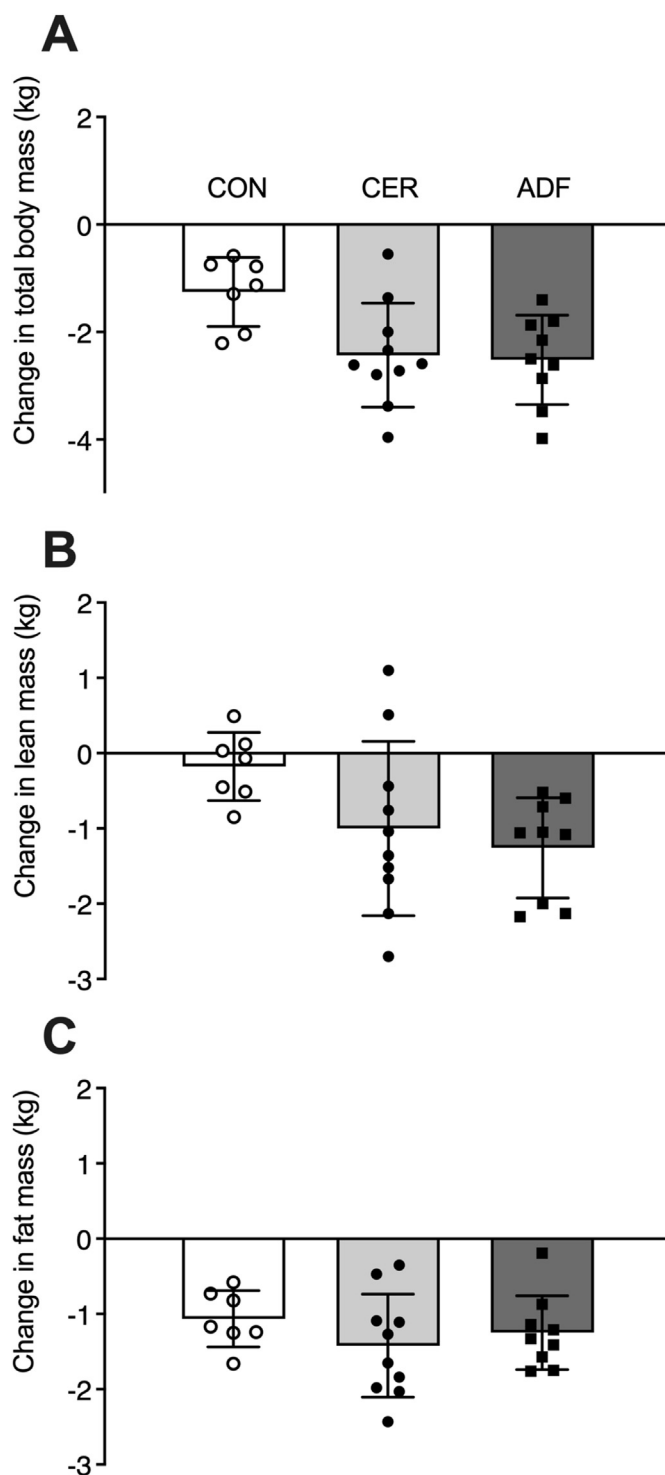 A
Change in total body mass (kg)
2
0
-2
-4
CON CER ADF
B
Change in lean mass (kg)
2
1
0
-1
-2
-3
C
Change in fat mass (kg)
2
1
0
-1
-2
-3